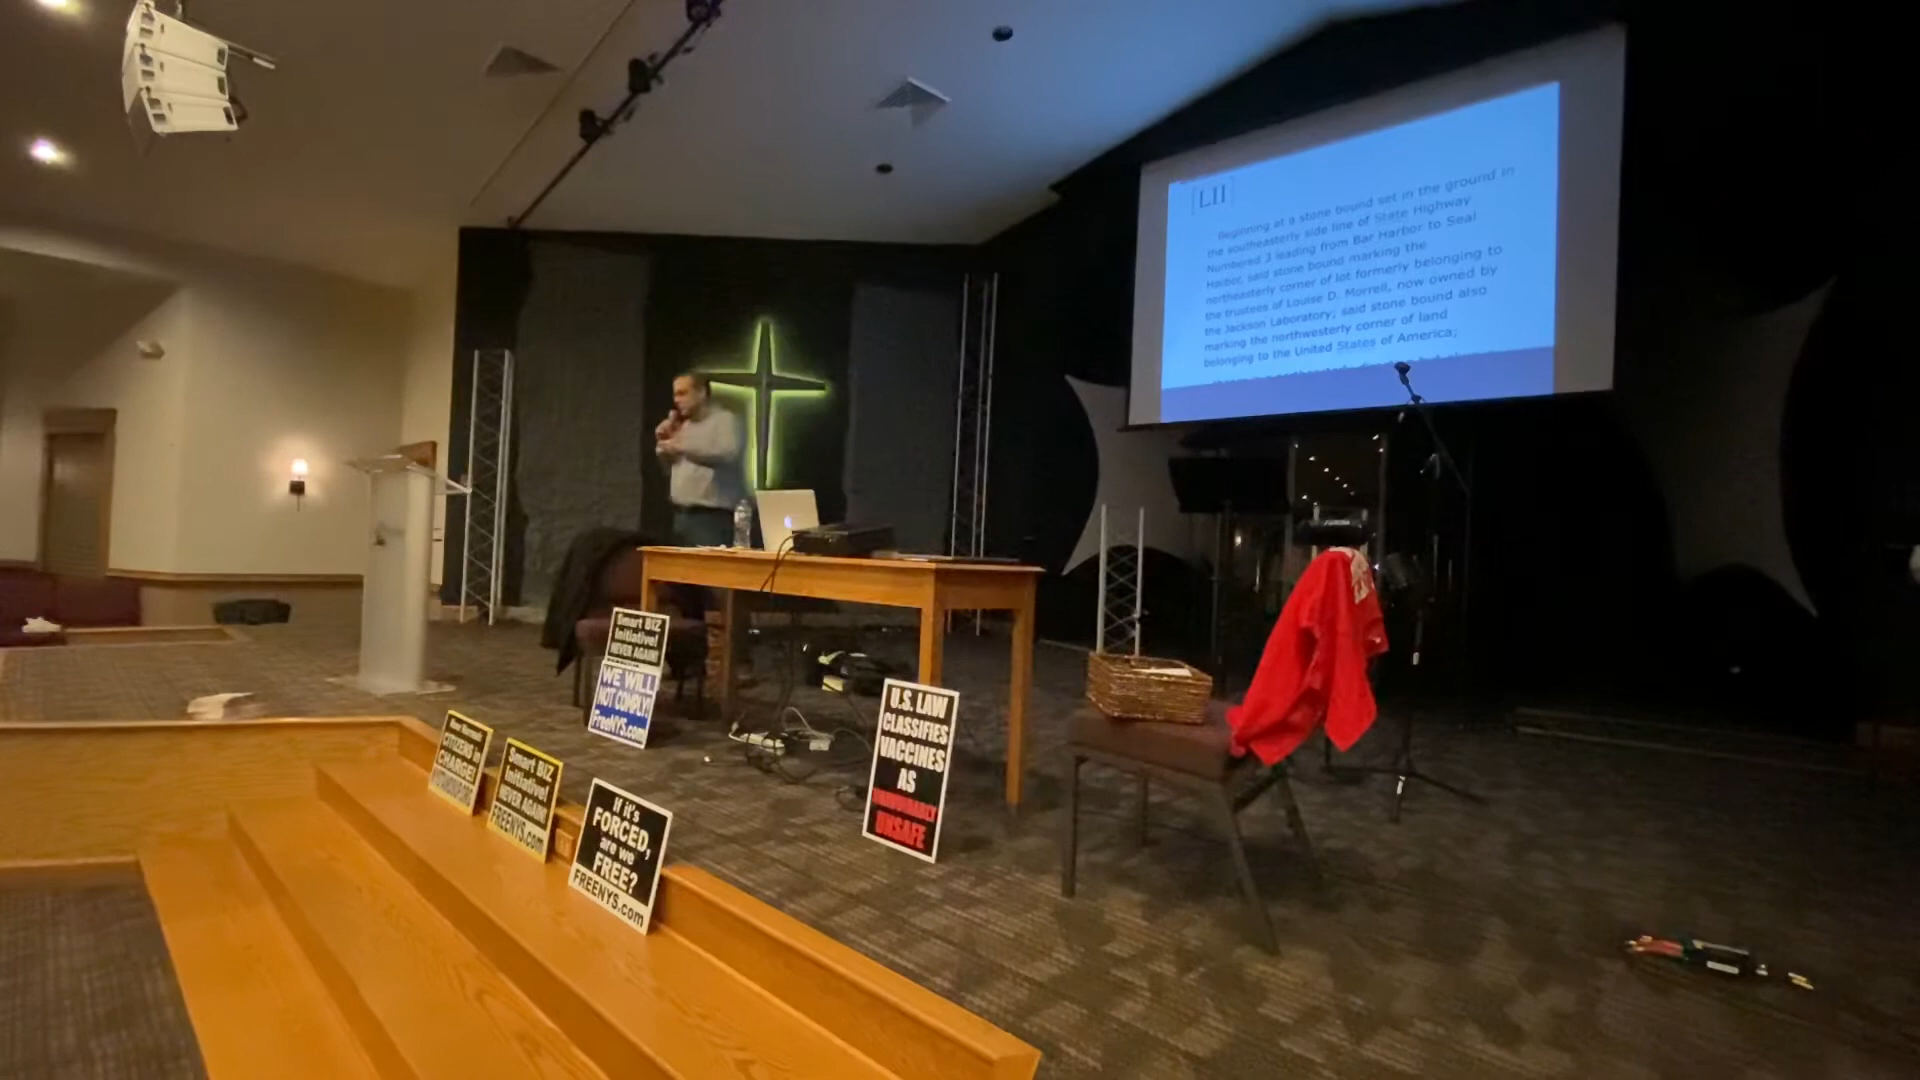 [LII]
Beginning at a stone bound set in the ground in
the southeasterly side line of State Highway
Numbered 3 leading from Bar Harbor to Seal
Harbor, said stone bound marking the
northeasterly corner of lot formerly belonging to
the trustees of Louise D. Morrell, now owned by
the Jackson Laboratory; said stone bound also
marking the northwesterly corner of land
belonging to the United States of America;
Smart BIZ
Initiative!
NEVER AGAIN!
WE WILL
NOT COMPLY!
FreeNYS.com
CITIZENS in
CHARGE!
Smart BIZ
Initiative!
NEVER AGAIN!
FREENYS.com
If it's
FORCED,
are we
FREE?
FREENYS.com
U.S. LAW
CLASSIFIES
VACCINES
AS
UNSAFE